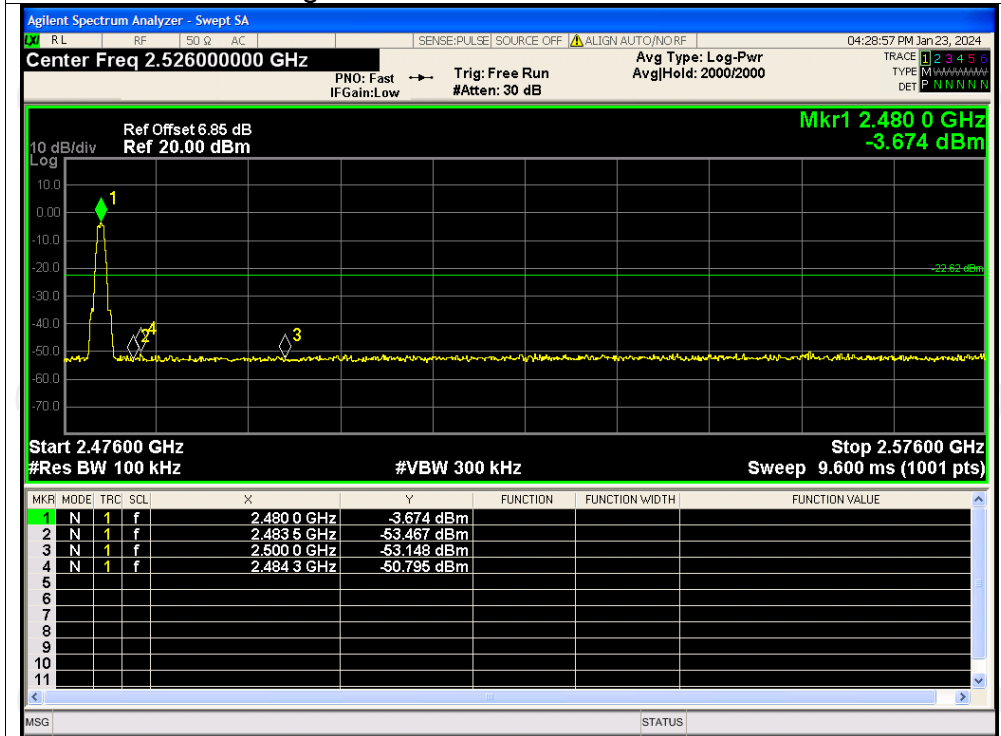 Agilent Spectrum Analyzer - Swept SA
LXI RL RF 50 Ω AC SENSE:PULSE SOURCE OFF ALIGN AUTO/NO RF 04:28:57 PM Jan 23, 2024
Center Freq 2.526000000 GHz
PNO: Fast
IFGain:Low
Trig: Free Run
#Atten: 30 dB
Avg Type: Log-Pwr
Avg|Hold: 2000/2000
TRACE 1 2 3 4 5 6
TYPE M WWWWW
DET P N N N N N
Ref Offset 6.85 dB
Ref 20.00 dBm
10 dB/div
Log
Mkr1 2.480 0 GHz
-3.674 dBm
10.0
0.00
-10.0
-20.0
-30.0
-40.0
-50.0
-60.0
-70.0
1
2
4
3
-22.62 dBm
Start 2.47600 GHz
Stop 2.57600 GHz
#Res BW 100 kHz
#VBW 300 kHz
Sweep 9.600 ms (1001 pts)
MKR MODE TRC SCL X Y FUNCTION FUNCTION WIDTH FUNCTION VALUE
1 N 1 f 2.480 0 GHz -3.674 dBm
2 N 1 f 2.483 5 GHz -53.467 dBm
3 N 1 f 2.500 0 GHz -53.148 dBm
4 N 1 f 2.484 3 GHz -50.795 dBm
5
6
7
8
9
10
11
MSG STATUS